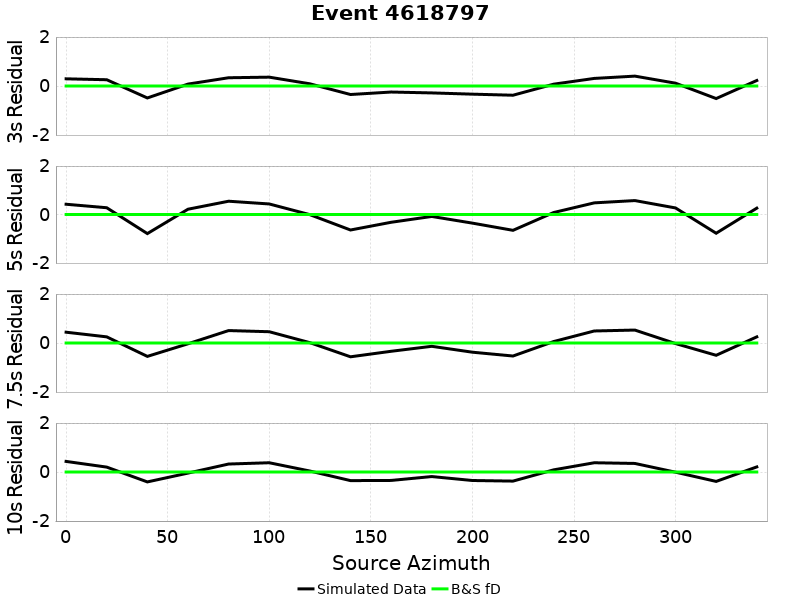 Event 4618797
3s Residual
2
0
-2
5s Residual
2
0
-2
7.5s Residual
2
0
-2
10s Residual
2
0
-2
0 50 100 150 200 250 300
Source Azimuth
Simulated Data B&S fD